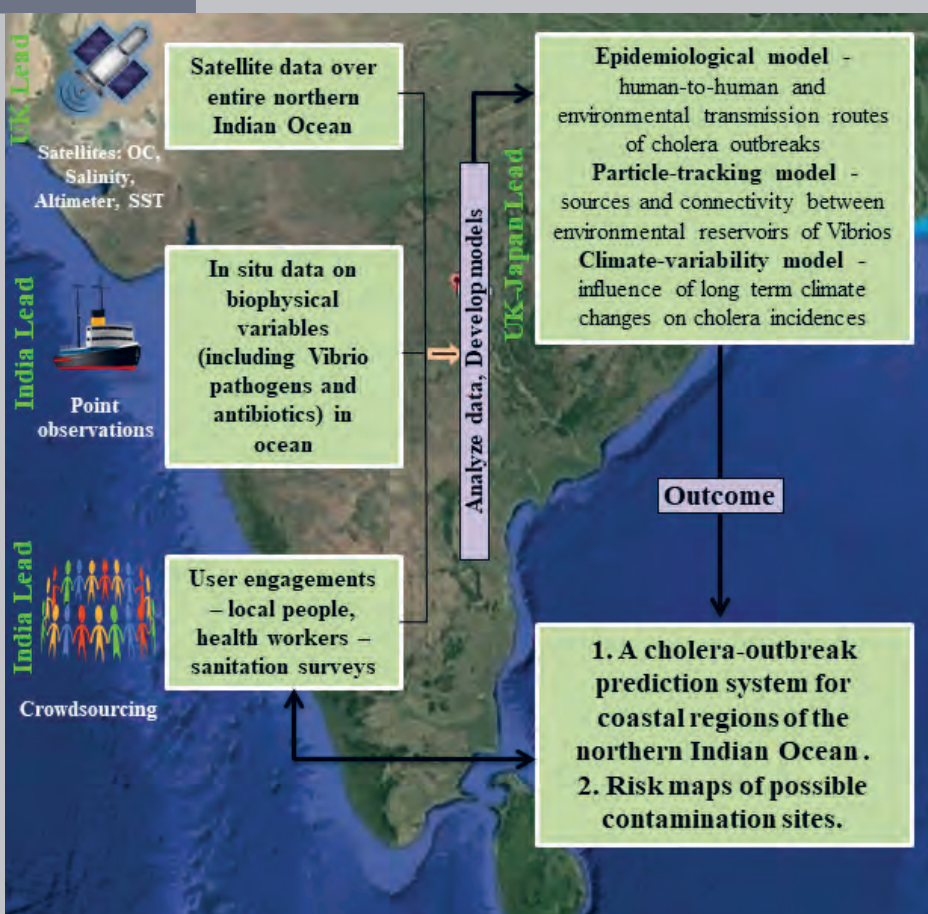 UK Lead
Satellites: OC,
Salinity,
Altimeter, SST
Satellite data over
entire northern
Indian Ocean
India Lead
Point
observations
In situ data on
biophysical
variables
(including Vibrio
pathogens and
antibiotics) in
ocean
India Lead
Crowdsourcing
User engagements
– local people,
health workers –
sanitation surveys
Analyze data, Develop models
UK-Japan Lead
Epidemiological model -
human-to-human and
environmental transmission routes
of cholera outbreaks
Particle-tracking model -
sources and connectivity between
environmental reservoirs of Vibrios
Climate-variability model -
influence of long term climate
changes on cholera incidences
Outcome
1. A cholera-outbreak
prediction system for
coastal regions of the
northern Indian Ocean.
2. Risk maps of possible
contamination sites.